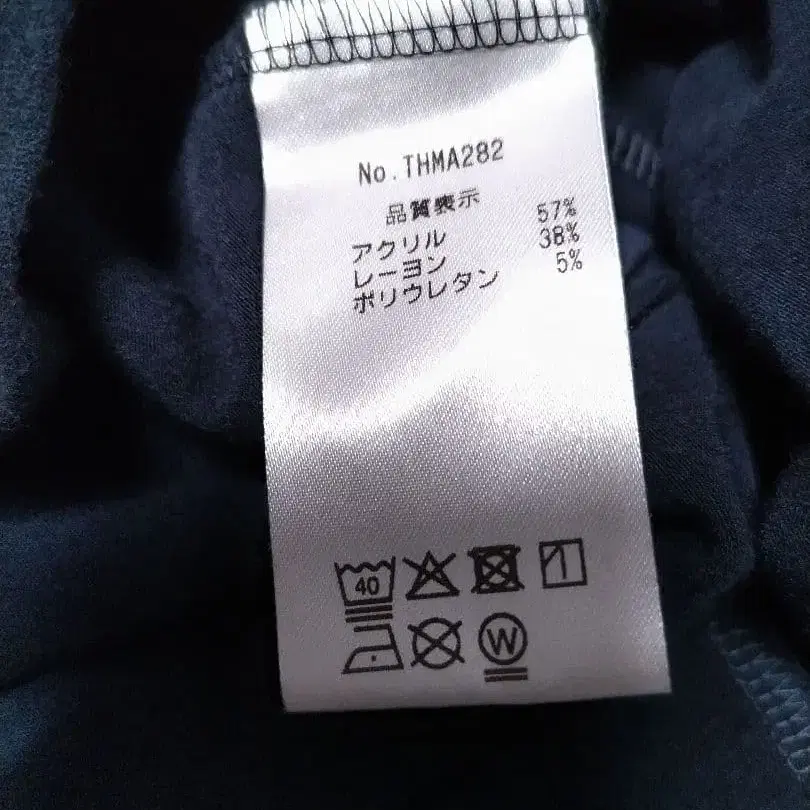 No.THMA282
品質表示
アクリル 57%
レーヨン 38%
ポリウレタン 5%
40
W